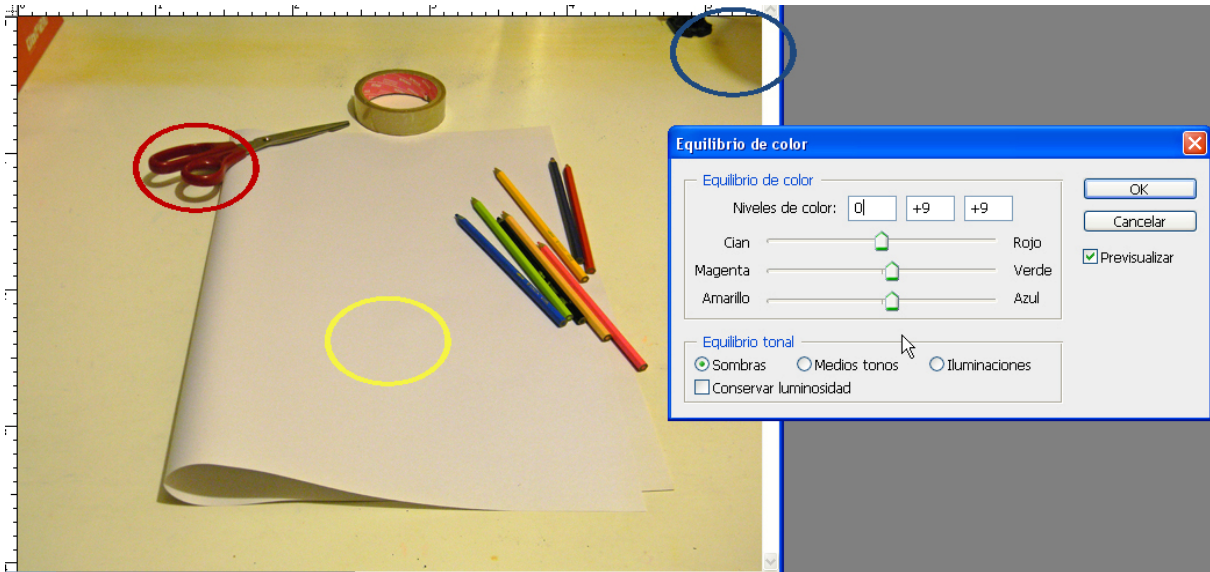 Equilibrio de color
Equilibrio de color
Niveles de color: 0 +9 +9
Cian Rojo
Magenta Verde
Amarillo Azul
Equilibrio tonal
Sombras Medios tonos Iluminaciones
Conservar luminosidad
OK
Cancelar
Previsualizar